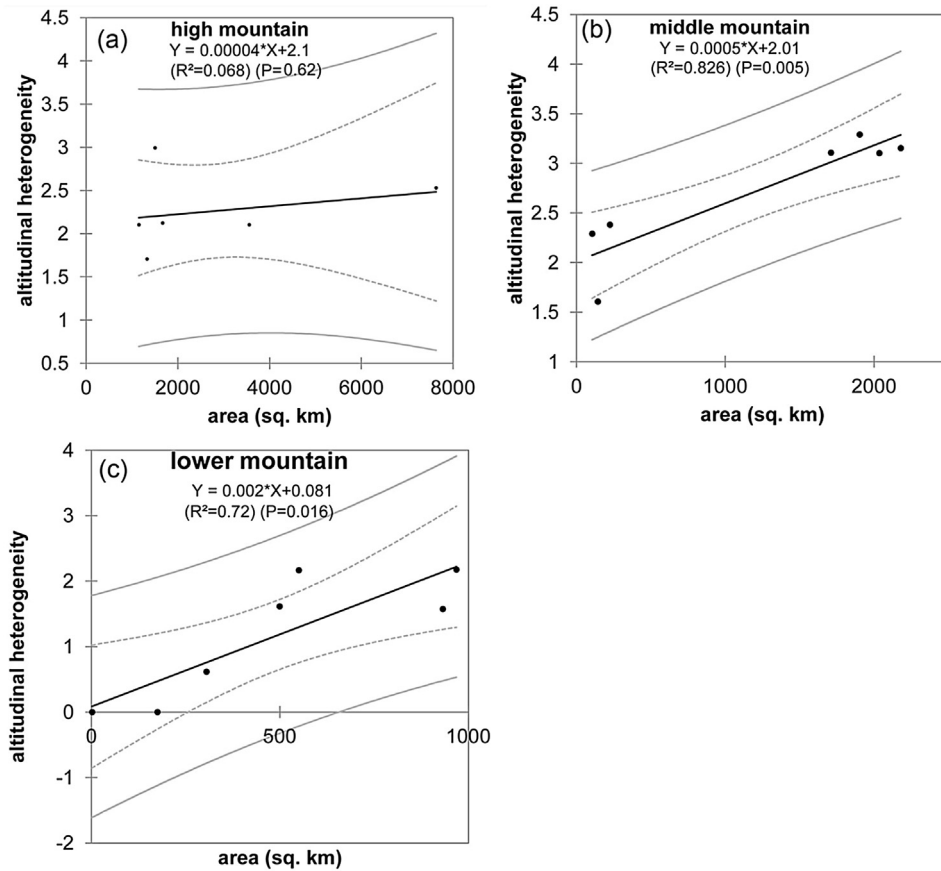 (a)
high mountain
Y = 0.00004*X+2.1
(R²=0.068) (P=0.62)
4.5
4
3.5
3
2.5
2
1.5
1
0.5
0
2000
4000
6000
8000
altitudinal heterogeneity
area (sq. km)
(b)
middle mountain
Y = 0.0005*X+2.01
(R²=0.826) (P=0.005)
4.5
4
3.5
3
2.5
2
1.5
1
0
1000
2000
altitudinal heterogeneity
area (sq. km)
(c)
lower mountain
Y = 0.002*X+0.081
(R²=0.72) (P=0.016)
4
3
2
1
0
-1
-2
0
500
1000
altitudinal heterogeneity
area (sq. km)